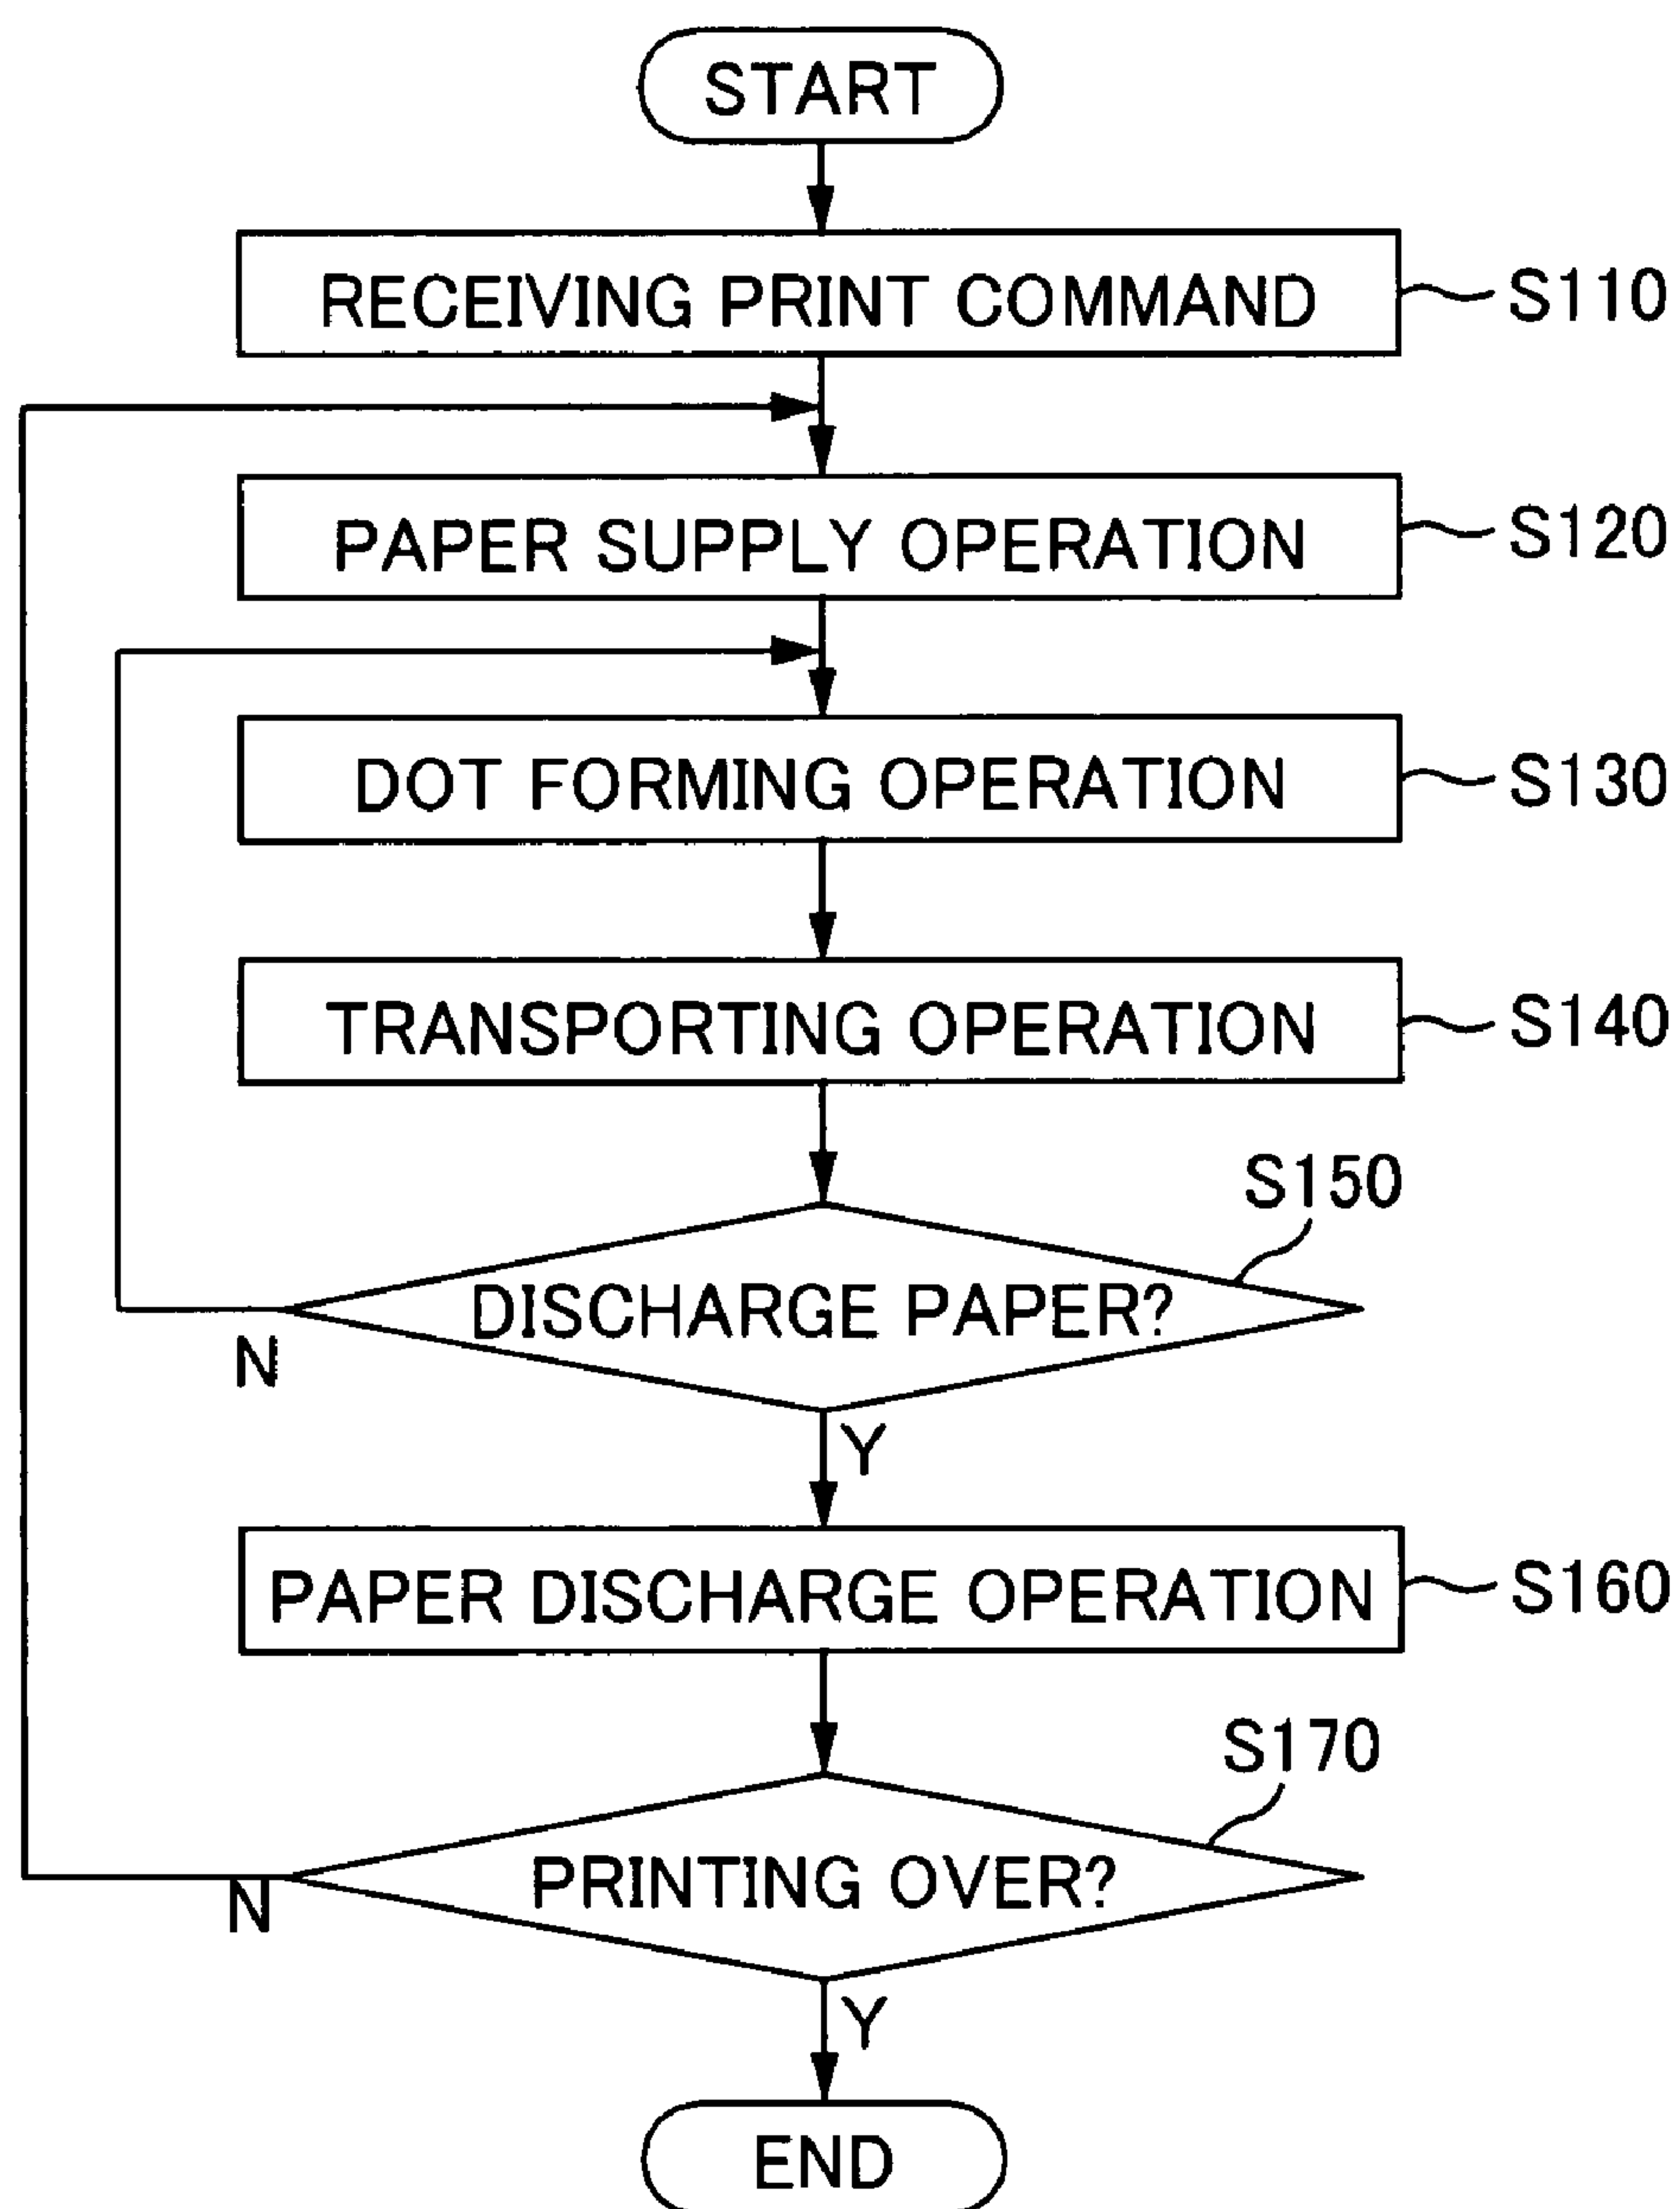 START
RECEIVING PRINT COMMAND
S110
PAPER SUPPLY OPERATION
S120
DOT FORMING OPERATION
S130
TRANSPORTING OPERATION
S140
S150
DISCHARGE PAPER?
N
Y
PAPER DISCHARGE OPERATION
S160
S170
PRINTING OVER?
N
Y
END